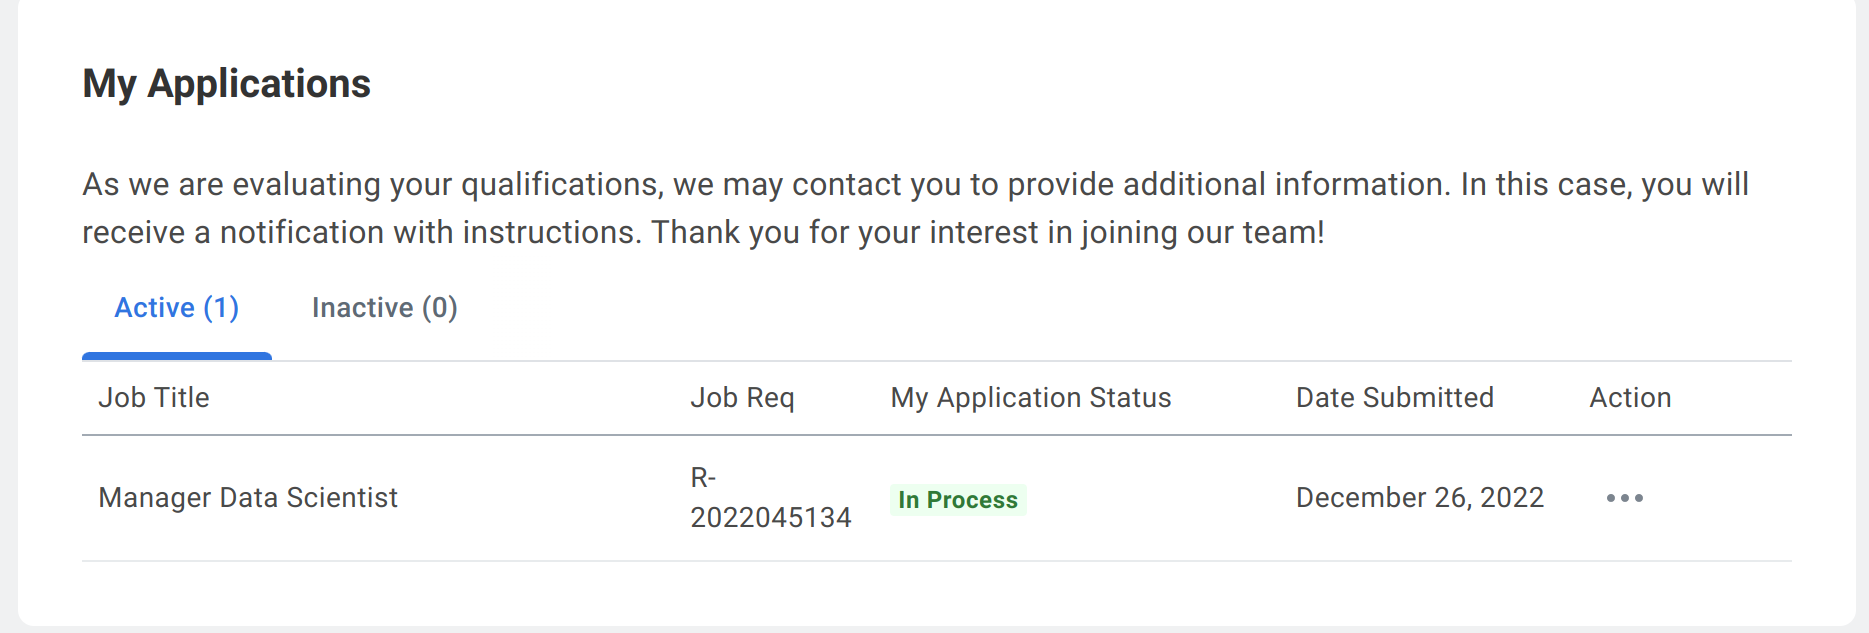 My Applications
As we are evaluating your qualifications, we may contact you to provide additional information. In this case, you will
receive a notification with instructions. Thank you for your interest in joining our team!
Active (1) Inactive (0)
Job Title Job Req My Application Status Date Submitted Action
Manager Data Scientist R-
2022045134 In Process December 26, 2022